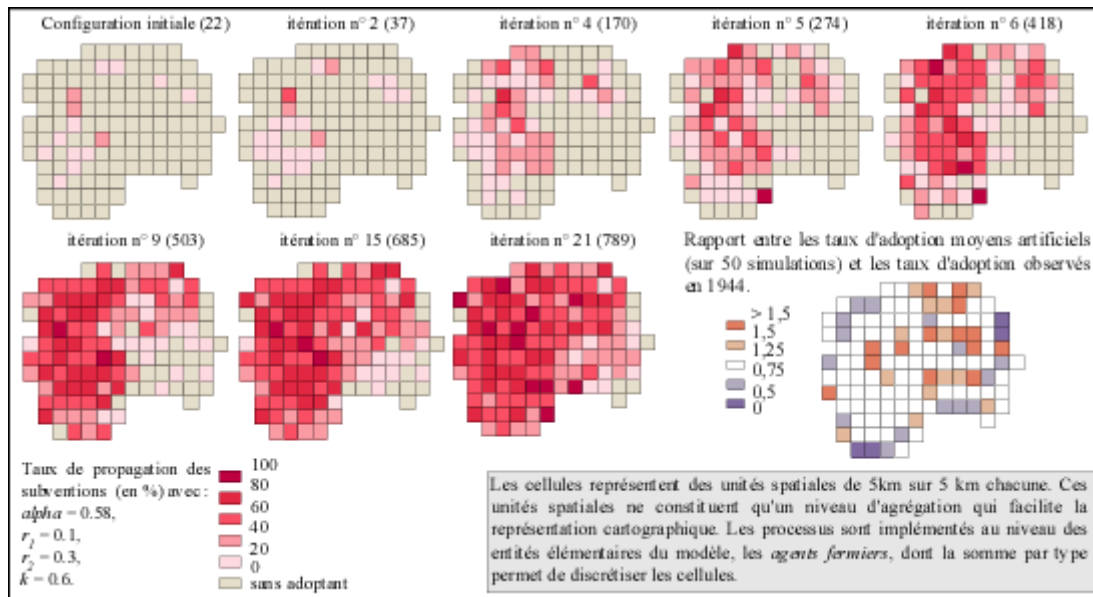 Configuration initiale (22)
itération n° 2 (37)
itération n° 4 (170)
itération n° 5 (274)
itération n° 6 (418)
itération n° 9 (503)
itération n° 15 (685)
itération n° 21 (789)
Rapport entre les taux d'adoption moyens artificiels
(sur 50 simulations) et les taux d'adoption observés
en 1944.
> 1,5
1,5
1,25
0,75
0,5
0
Taux de propagation des
subventions (en %) avec :
alpha = 0.58,
r1 = 0.1,
r2 = 0.3,
k = 0.6.
100
80
60
40
20
0
sans adoptant
Les cellules représentent des unités spatiales de 5km sur 5 km chacune. Ces
unités spatiales ne constituent qu'un niveau d'agrégation qui facilite la
représentation cartographique. Les processus sont implémentés au niveau des
entités élémentaires du modèle, les agents fermiers, dont la somme par type
permet de discrétiser les cellules.